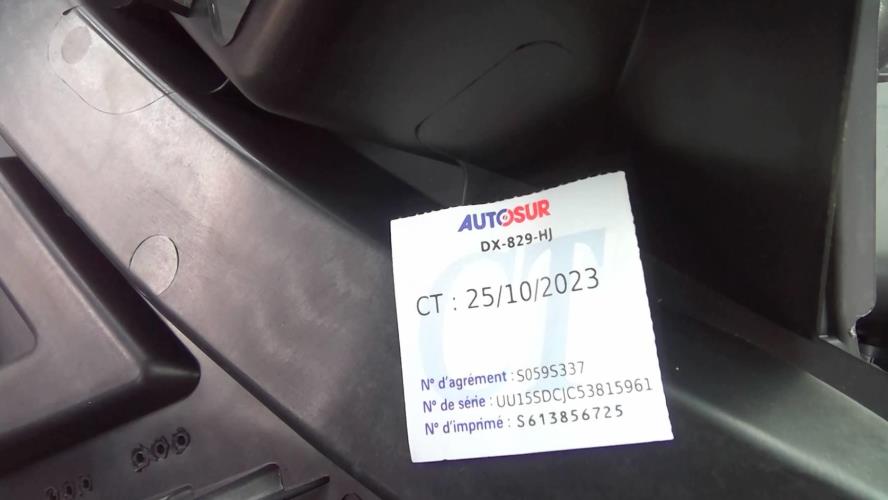 AUTOSUR
DX-829-HJ
CT : 25/10/2023
N° d'agrément : S059S337
N° de série : UU15SDCJC53815961
N° d'imprimé : S613856725